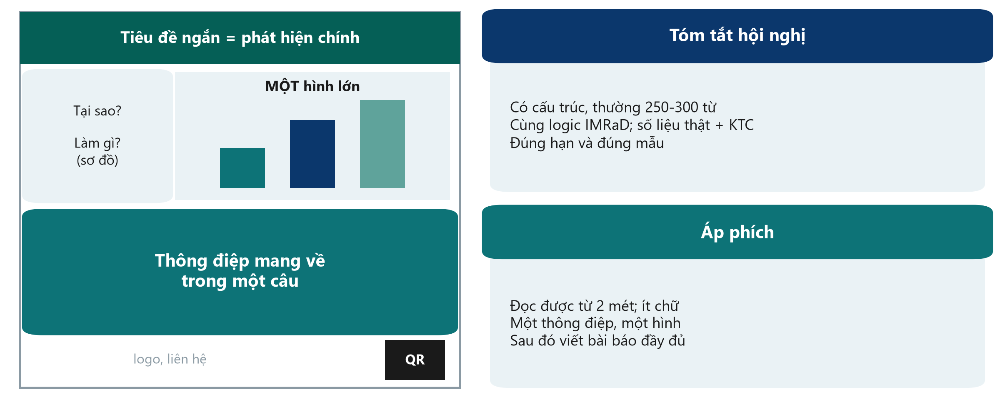 Tiêu đề ngắn = phát hiện chính
Tại sao?
Làm gì?
(sơ đồ)
MỘT hình lớn
Thông điệp mang về
trong một câu
logo, liên hệ
QR
Tóm tắt hội nghị
Có cấu trúc, thường 250-300 từ
Cùng logic IMRaD; số liệu thật + KTC
Đúng hạn và đúng mẫu
Áp phích
Đọc được từ 2 mét; ít chữ
Một thông điệp, một hình
Sau đó viết bài báo đầy đủ